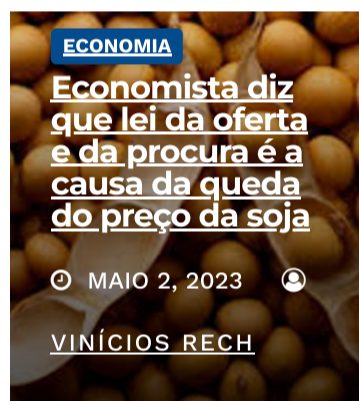 ECONOMIA
Economista diz
que lei da oferta
e da procura é a
causa da queda
do preço da soja
MAIO 2, 2023
VINÍCIOS RECH